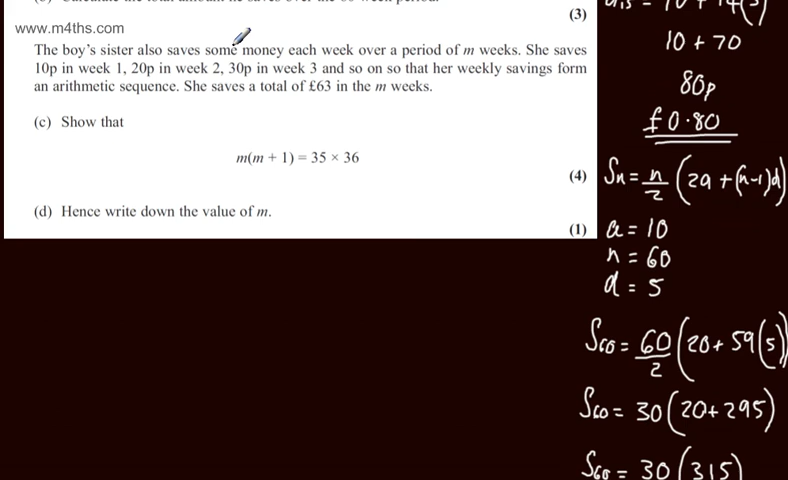 (3)
www.m4ths.com
The boy's sister also saves some money each week over a period of m weeks. She saves
10p in week 1, 20p in week 2, 30p in week 3 and so on so that her weekly savings form
an arithmetic sequence. She saves a total of £63 in the m weeks.
(c) Show that
m(m + 1) = 35 × 36
(4)
(d) Hence write down the value of m.
(1)
10 + 70
80p
£0.80
Sn = n/2 (2a + (n-1)d)
a = 10
n = 60
d = 5
S60 = 60/2 (20 + 59(5))
S60 = 30(20+295)
S60 = 30(315)